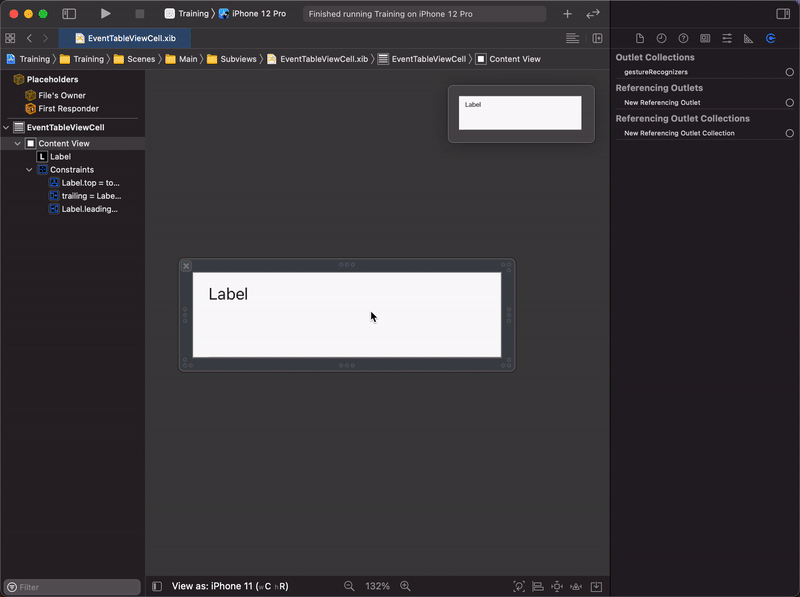 Training 〉 iPhone 12 Pro
Finished running Training on iPhone 12 Pro
EventTableViewCell.xib
Training 〉 Training 〉 Scenes 〉 Main 〉 Subviews 〉 EventTableViewCell.xib 〉 EventTableViewCell 〉 Content View
Placeholders
File's Owner
First Responder
EventTableViewCell
Content View
L Label
Constraints
Label.top = to...
trailing = Labe...
Label.leading...
Filter
Label
Label
View as: iPhone 11 (wC hR)
132%
Outlet Collections
gestureRecognizers
Referencing Outlets
New Referencing Outlet
Referencing Outlet Collections
New Referencing Outlet Collection